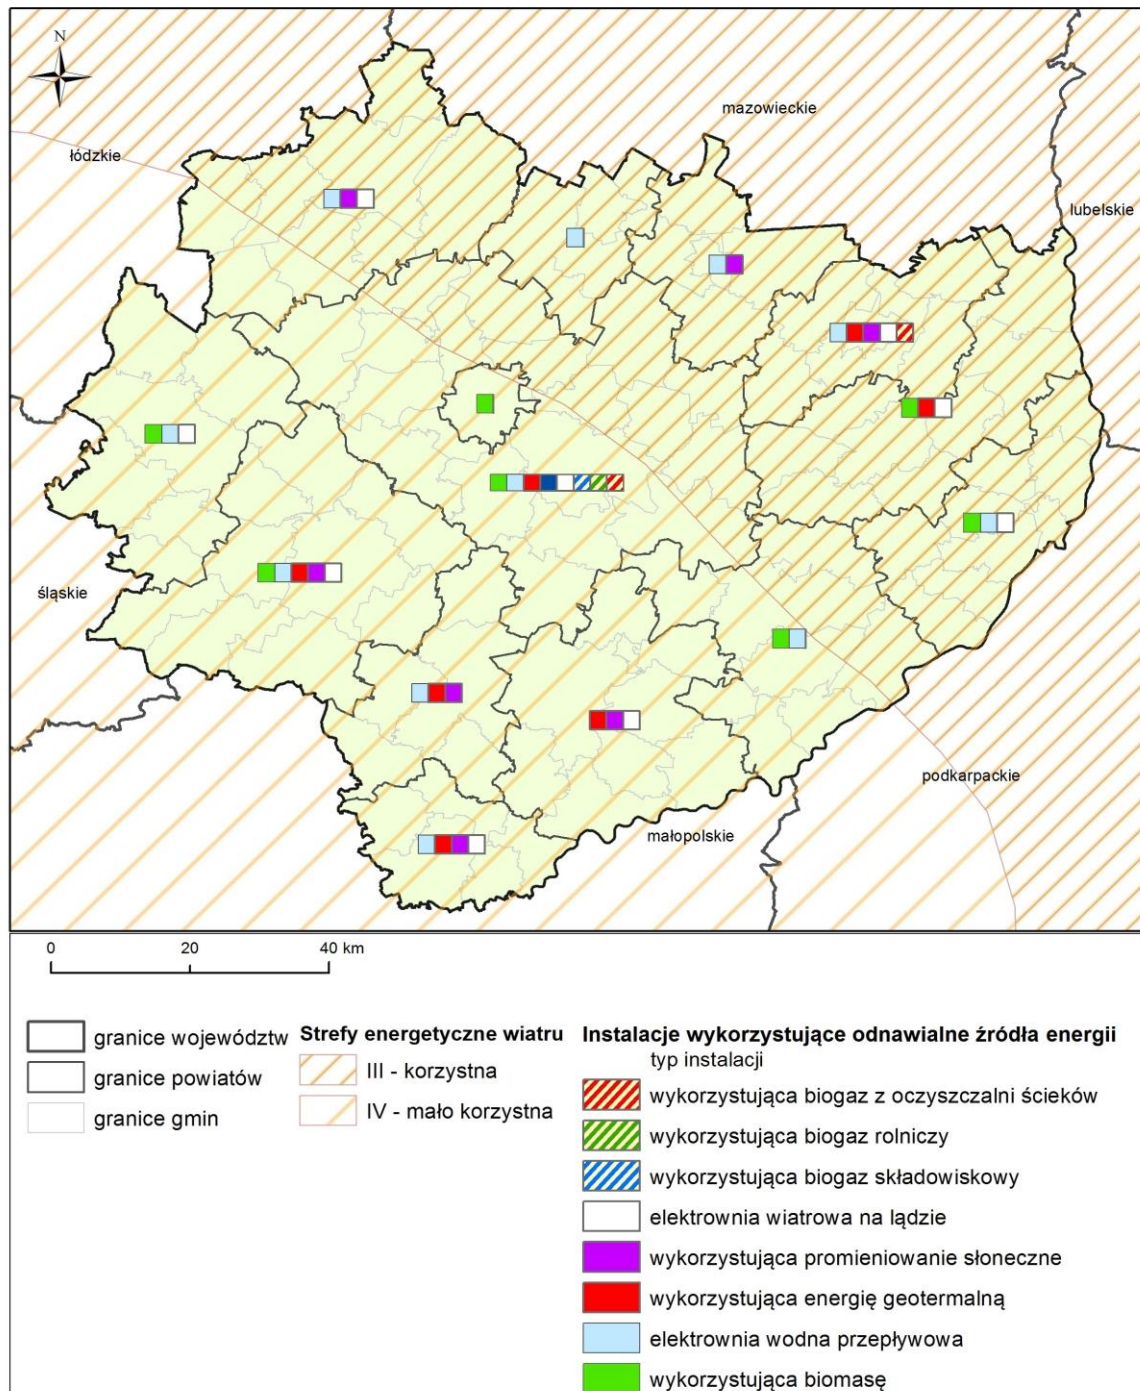 N
mazowieckie
łódzkie
lubelskie
śląskie
podkarpackie
małopolskie
0 20 40 km
granice województw
granice powiatów
granice gmin
Strefy energetyczne wiatru
III - korzystna
IV - mało korzystna
Instalacje wykorzystujące odnawialne źródła energii
typ instalacji
wykorzystująca biogaz z oczyszczalni ścieków
wykorzystująca biogaz rolniczy
wykorzystująca biogaz składowiskowy
elektrownia wiatrowa na lądzie
wykorzystująca promieniowanie słoneczne
wykorzystująca energię geotermalną
elektrownia wodna przepływowa
wykorzystująca biomasę